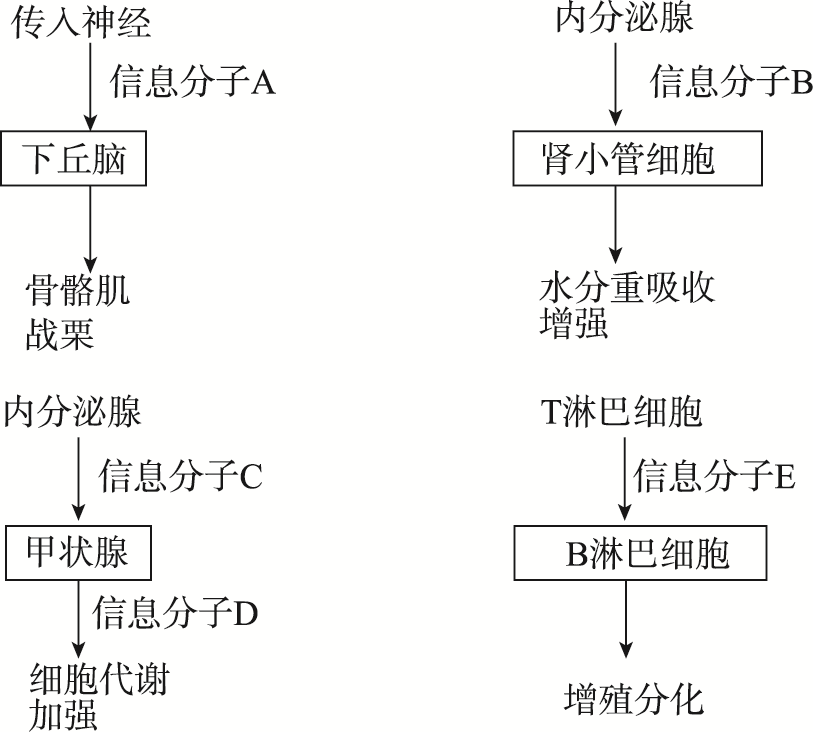 传入神经
信息分子A
下丘脑
骨骼肌
战栗
内分泌腺
信息分子B
肾小管细胞
水分重吸收
增强
内分泌腺
信息分子C
甲状腺
信息分子D
细胞代谢
加强
T淋巴细胞
信息分子E
B淋巴细胞
增殖分化